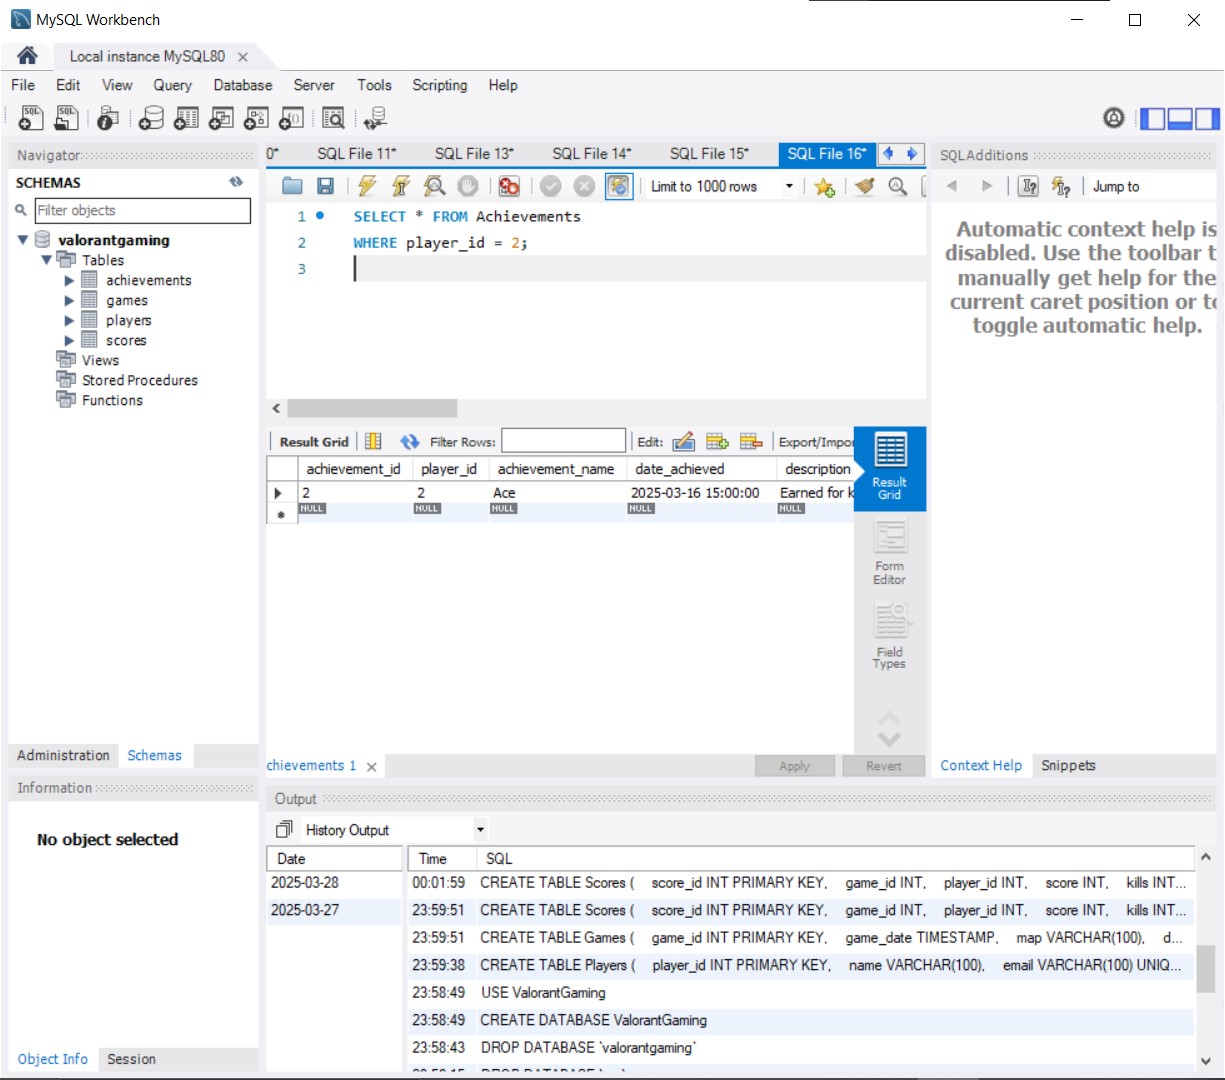 MySQL Workbench
Local instance MySQL80
File Edit View Query Database Server Tools Scripting Help
Navigator
SCHEMAS
Filter objects
valorantgaming
Tables
achievements
games
players
scores
Views
Stored Procedures
Functions
Administration Schemas
Information
No object selected
Object Info Session
0* SQL File 11* SQL File 13* SQL File 14* SQL File 15* SQL File 16*
Limit to 1000 rows
1 SELECT * FROM Achievements
2 WHERE player_id = 2;
3
Result Grid Filter Rows: Edit: Export/Impor
achievement_id player_id achievement_name date_achieved description
2 2 Ace 2025-03-16 15:00:00 Earned for k
NULL NULL NULL NULL NULL
Result
Grid
Form
Editor
Field
Types
chievements 1 Apply Revert
SQLAdditions
Jump to
Automatic context help is
disabled. Use the toolbar t
manually get help for the
current caret position or to
toggle automatic help.
Context Help Snippets
Output
History Output
Date Time SQL
2025-03-28 00:01:59 CREATE TABLE Scores ( score_id INT PRIMARY KEY, game_id INT, player_id INT, score INT, kills INT...
2025-03-27 23:59:51 CREATE TABLE Scores ( score_id INT PRIMARY KEY, game_id INT, player_id INT, score INT, kills INT...
23:59:51 CREATE TABLE Games ( game_id INT PRIMARY KEY, game_date TIMESTAMP, map VARCHAR(100), d...
23:59:38 CREATE TABLE Players ( player_id INT PRIMARY KEY, name VARCHAR(100), email VARCHAR(100) UNIQ...
23:58:49 USE ValorantGaming
23:58:49 CREATE DATABASE ValorantGaming
23:58:43 DROP DATABASE `valorantgaming`